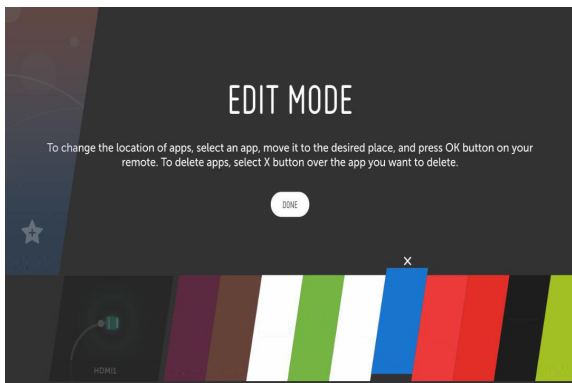 EDIT MODE
To change the location of apps, select an app, move it to the desired place, and press OK button on your
remote. To delete apps, select X button over the app you want to delete.
DONE
X
HDMI1